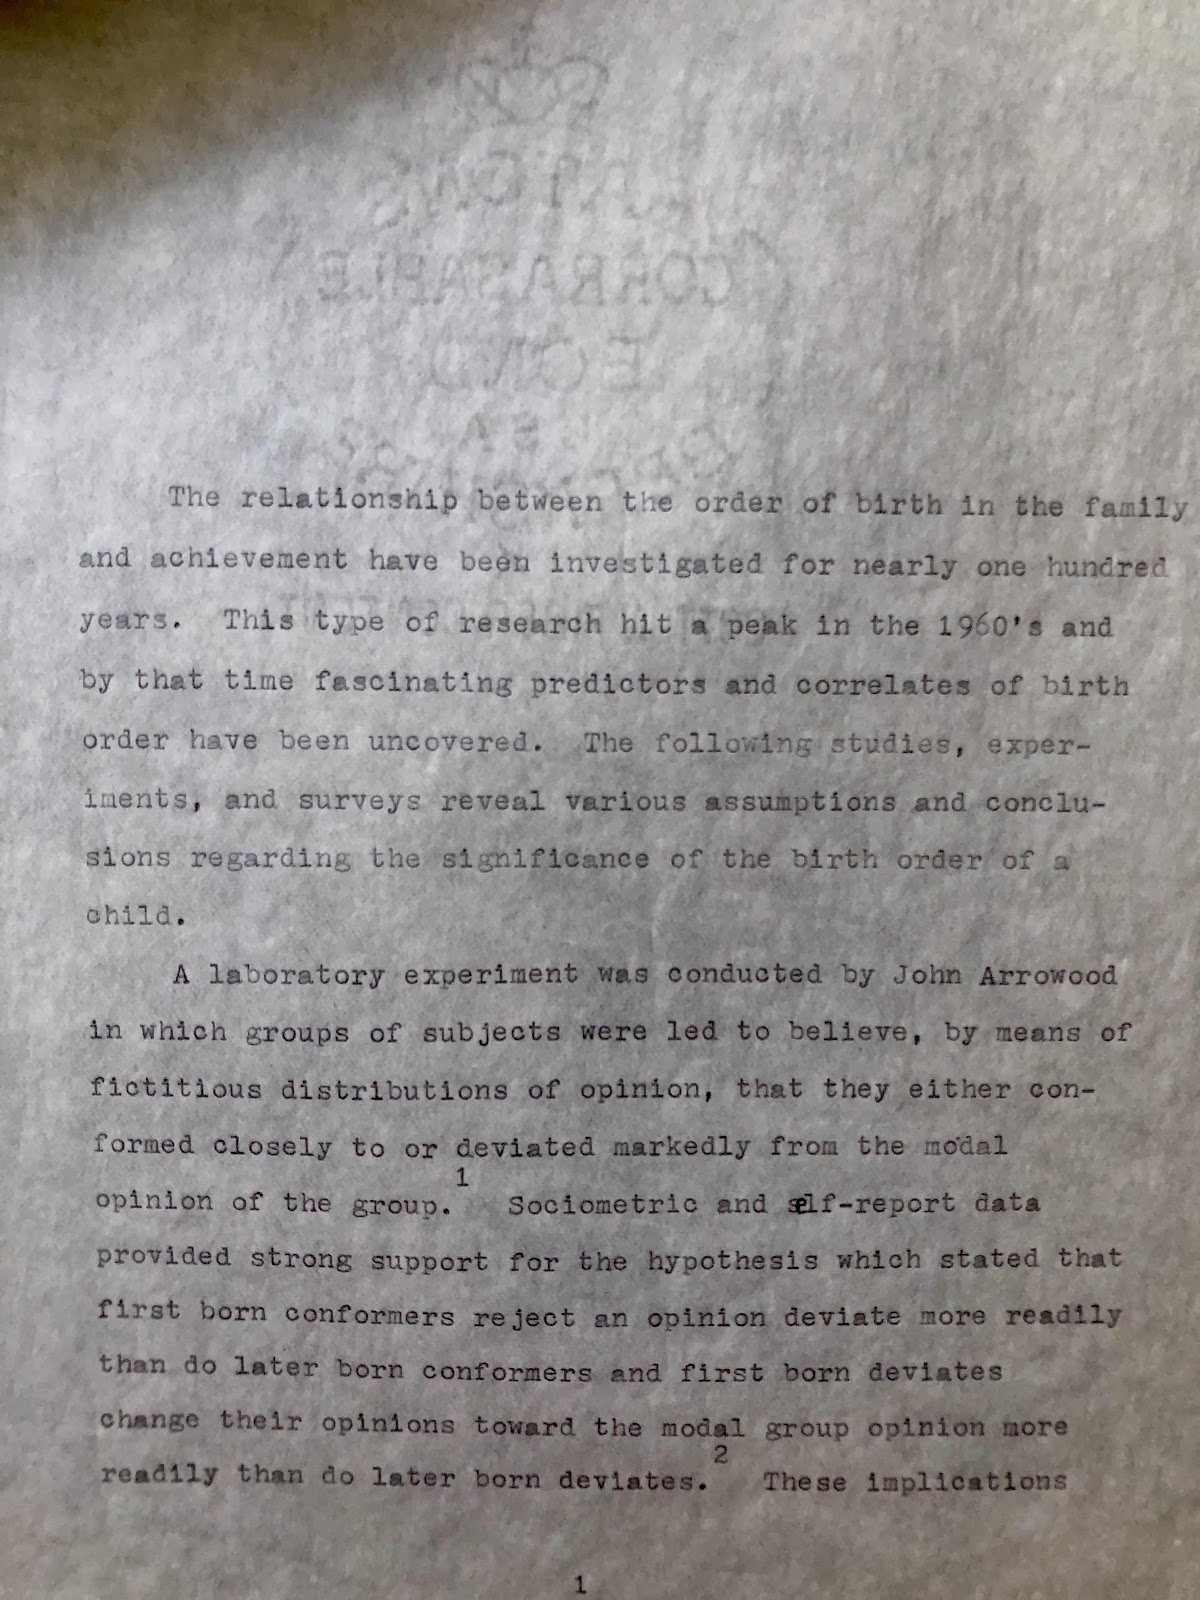 EATON'S
CORRASABLE
BOND
The relationship between the order of birth in the family
and achievement have been investigated for nearly one hundred
years. This type of research hit a peak in the 1960's and
by that time fascinating predictors and correlates of birth
order have been uncovered. The following studies, exper-
iments, and surveys reveal various assumptions and conclu-
sions regarding the significance of the birth order of a
child.
A laboratory experiment was conducted by John Arrowood
in which groups of subjects were led to believe, by means of
fictitious distributions of opinion, that they either con-
formed closely to or deviated markedly from the modal
opinion of the group.1 Sociometric and self-report data
provided strong support for the hypothesis which stated that
first born conformers reject an opinion deviate more readily
than do later born conformers and first born deviates
change their opinions toward the modal group opinion more
readily than do later born deviates.2 These implications
1